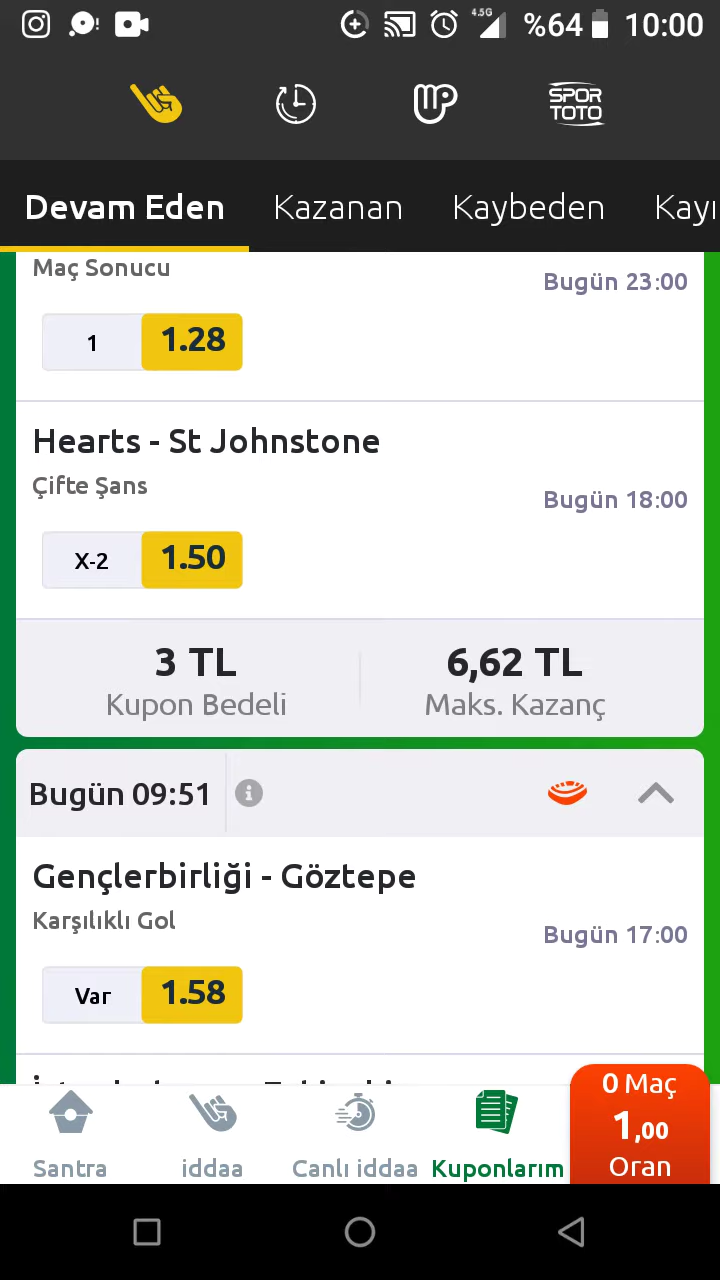 4.5G %64 10:00
SPOR
TOTO
Devam Eden Kazanan Kaybeden Kayı
Maç Sonucu
Bugün 23:00
1 1.28
Hearts - St Johnstone
Çifte Şans
Bugün 18:00
X-2 1.50
3 TL 6,62 TL
Kupon Bedeli Maks. Kazanç
Bugün 09:51
Gençlerbirliği - Göztepe
Karşılıklı Gol
Bugün 17:00
Var 1.58
0 Maç
1,00
Oran
Santra iddaa Canlı iddaa Kuponlarım